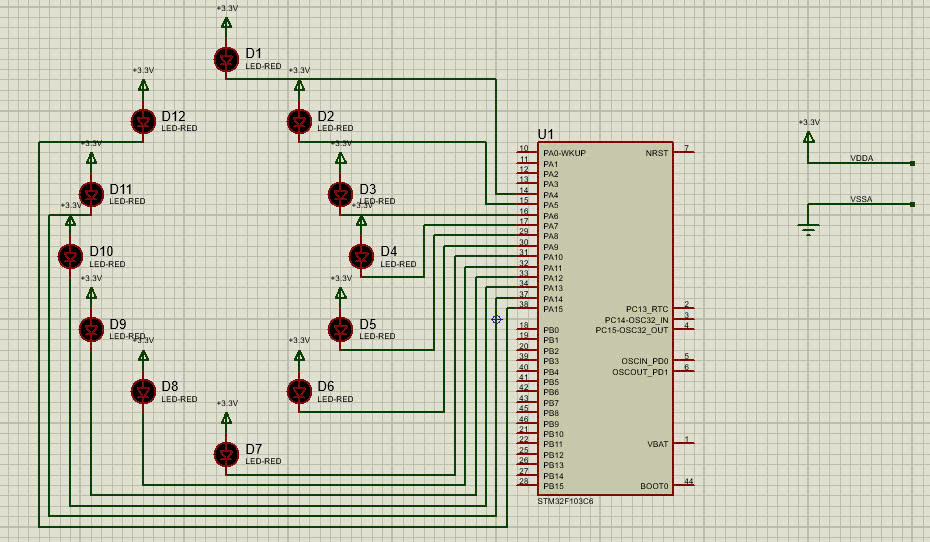 +3.3V
D1
LED-RED
+3.3V
D12
LED-RED
+3.3V
D2
LED-RED
+3.3V
D11
LED-RED
+3.3V
D3
LED-RED
+3.3V
D10
LED-RED
+3.3V
D4
LED-RED
+3.3V
D9
LED-RED
+3.3V
D5
LED-RED
+3.3V
D8
LED-RED
+3.3V
D6
LED-RED
+3.3V
D7
LED-RED
U1
10 PA0-WKUP
11 PA1
12 PA2
13 PA3
14 PA4
15 PA5
16 PA6
17 PA7
29 PA8
30 PA9
31 PA10
32 PA11
33 PA12
34 PA13
37 PA14
38 PA15
18 PB0
19 PB1
20 PB2
39 PB3
40 PB4
41 PB5
42 PB6
43 PB7
45 PB8
46 PB9
21 PB10
22 PB11
25 PB12
26 PB13
27 PB14
28 PB15
NRST 7
PC13_RTC 2
PC14-OSC32_IN 3
PC15-OSC32_OUT 4
OSCIN_PD0 5
OSCOUT_PD1 6
VBAT 1
BOOT0 44
STM32F103C6
+3.3V
VDDA
VSSA